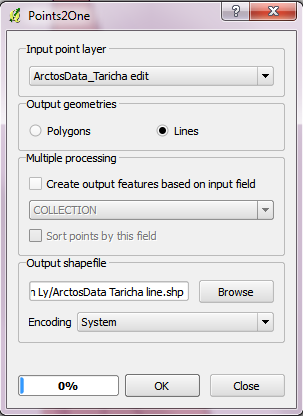 Points2One
?
Input point layer
ArctosData_Taricha edit
Output geometries
Polygons Lines
Multiple processing
Create output features based on input field
COLLECTION
Sort points by this field
Output shapefile
n Ly/ArctosData Taricha line.shp Browse
Encoding System
0% OK Close